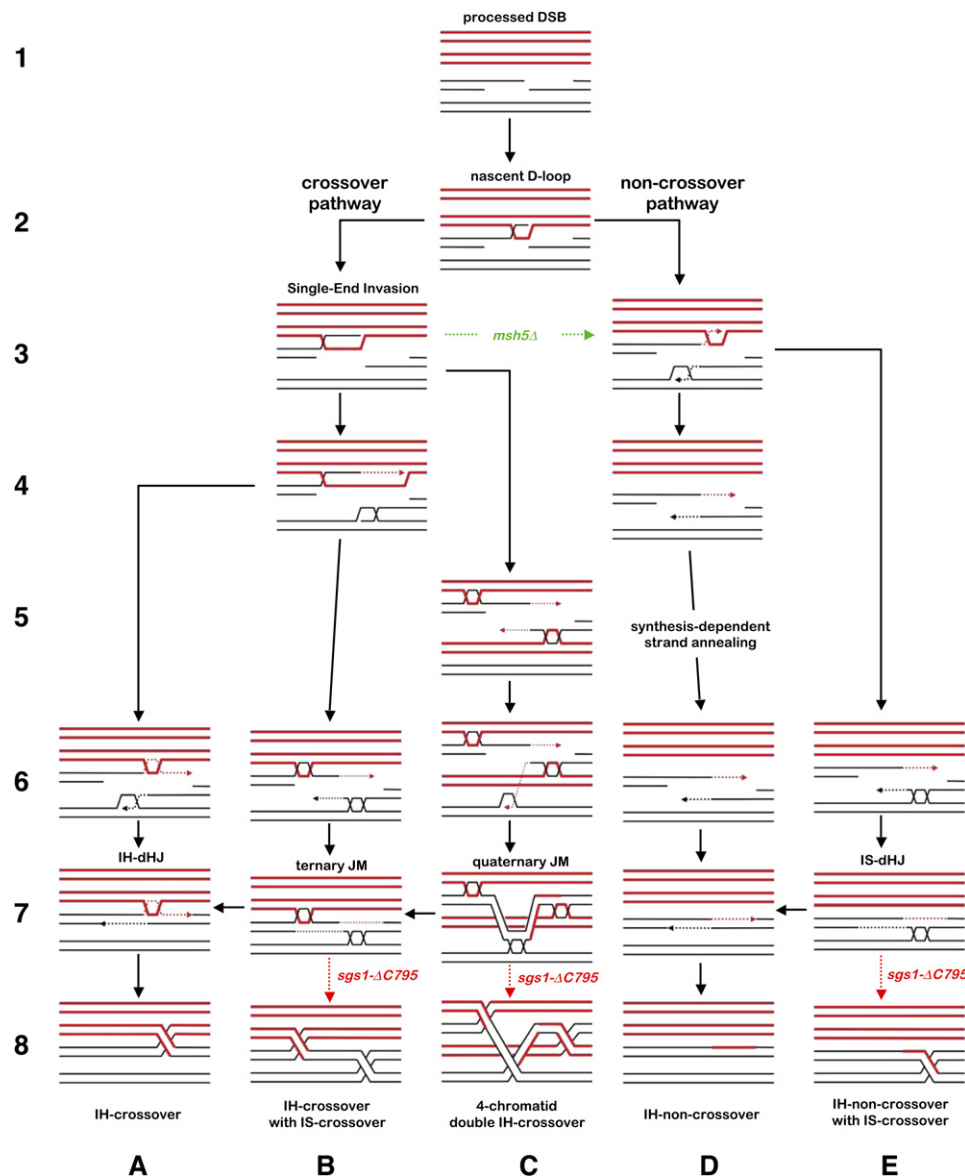 processed DSB
1
nascent D-loop
crossover
pathway
non-crossover
pathway
2
Single-End Invasion
msh5Δ
3
4
5
synthesis-dependent
strand annealing
6
IH-dHJ
ternary JM
quaternary JM
IS-dHJ
7
sgs1-ΔC795
sgs1-ΔC795
sgs1-ΔC795
8
IH-crossover
IH-crossover
with IS-crossover
4-chromatid
double IH-crossover
IH-non-crossover
IH-non-crossover
with IS-crossover
A
B
C
D
E